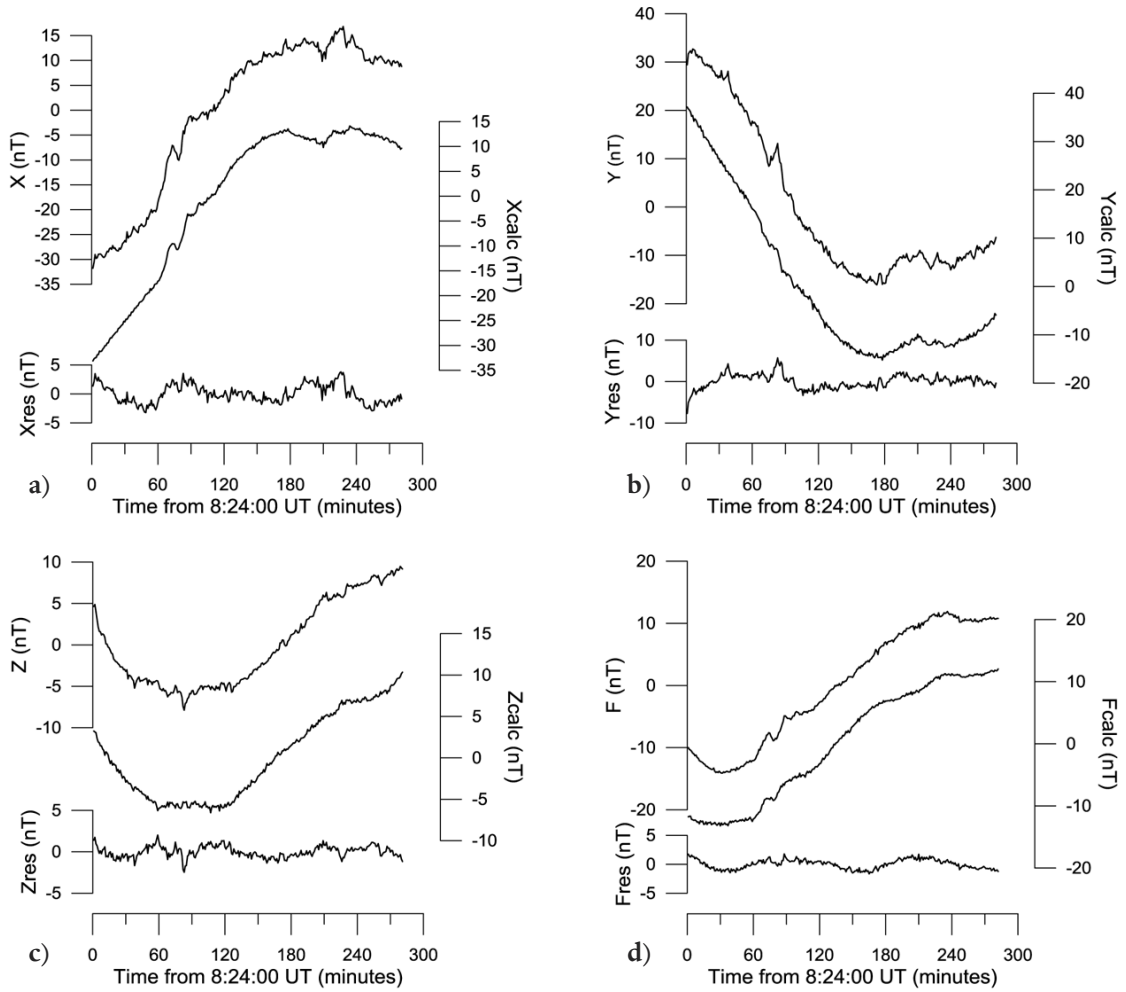 15
10
5
0
-5
-10
-15
-20
-25
-30
-35
X (nT)
15
10
5
0
-5
-10
-15
-20
-25
-30
-35
Xcalc (nT)
5
0
-5
Xres (nT)
0 60 120 180 240 300
a)
Time from 8:24:00 UT (minutes)
40
30
20
10
0
-10
-20
Y (nT)
40
30
20
10
0
-10
-20
Ycalc (nT)
10
0
-10
Yres (nT)
0 60 120 180 240 300
b)
Time from 8:24:00 UT (minutes)
10
5
0
-5
-10
Z (nT)
15
10
5
0
-5
-10
Zcalc (nT)
5
0
-5
Zres (nT)
0 60 120 180 240 300
c)
Time from 8:24:00 UT (minutes)
20
10
0
-10
-20
F (nT)
20
10
0
-10
-20
Fcalc (nT)
5
0
-5
Fres (nT)
0 60 120 180 240 300
d)
Time from 8:24:00 UT (minutes)